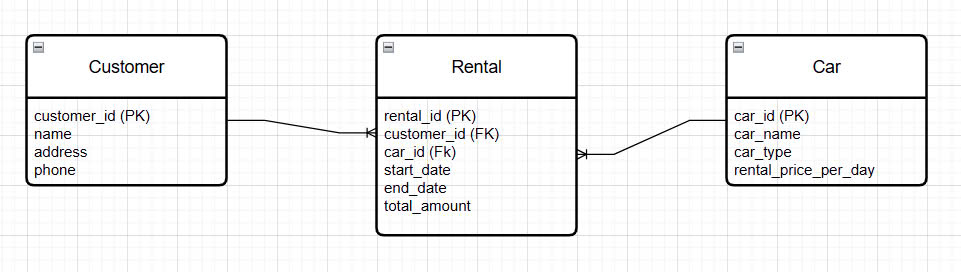 Customer
customer_id (PK)
name
address
phone
Rental
rental_id (PK)
customer_id (FK)
car_id (Fk)
start_date
end_date
total_amount
Car
car_id (PK)
car_name
car_type
rental_price_per_day